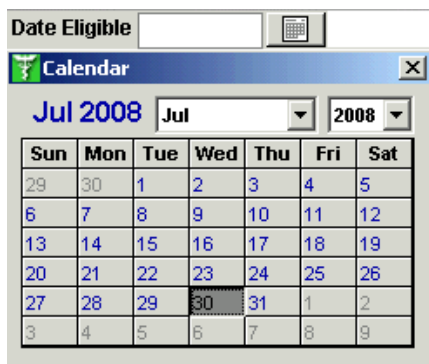 Date Eligible
Calendar
Jul 2008 Jul 2008
Sun Mon Tue Wed Thu Fri Sat
29 30 1 2 3 4 5
6 7 8 9 10 11 12
13 14 15 16 17 18 19
20 21 22 23 24 25 26
27 28 29 30 31 1 2
3 4 5 6 7 8 9